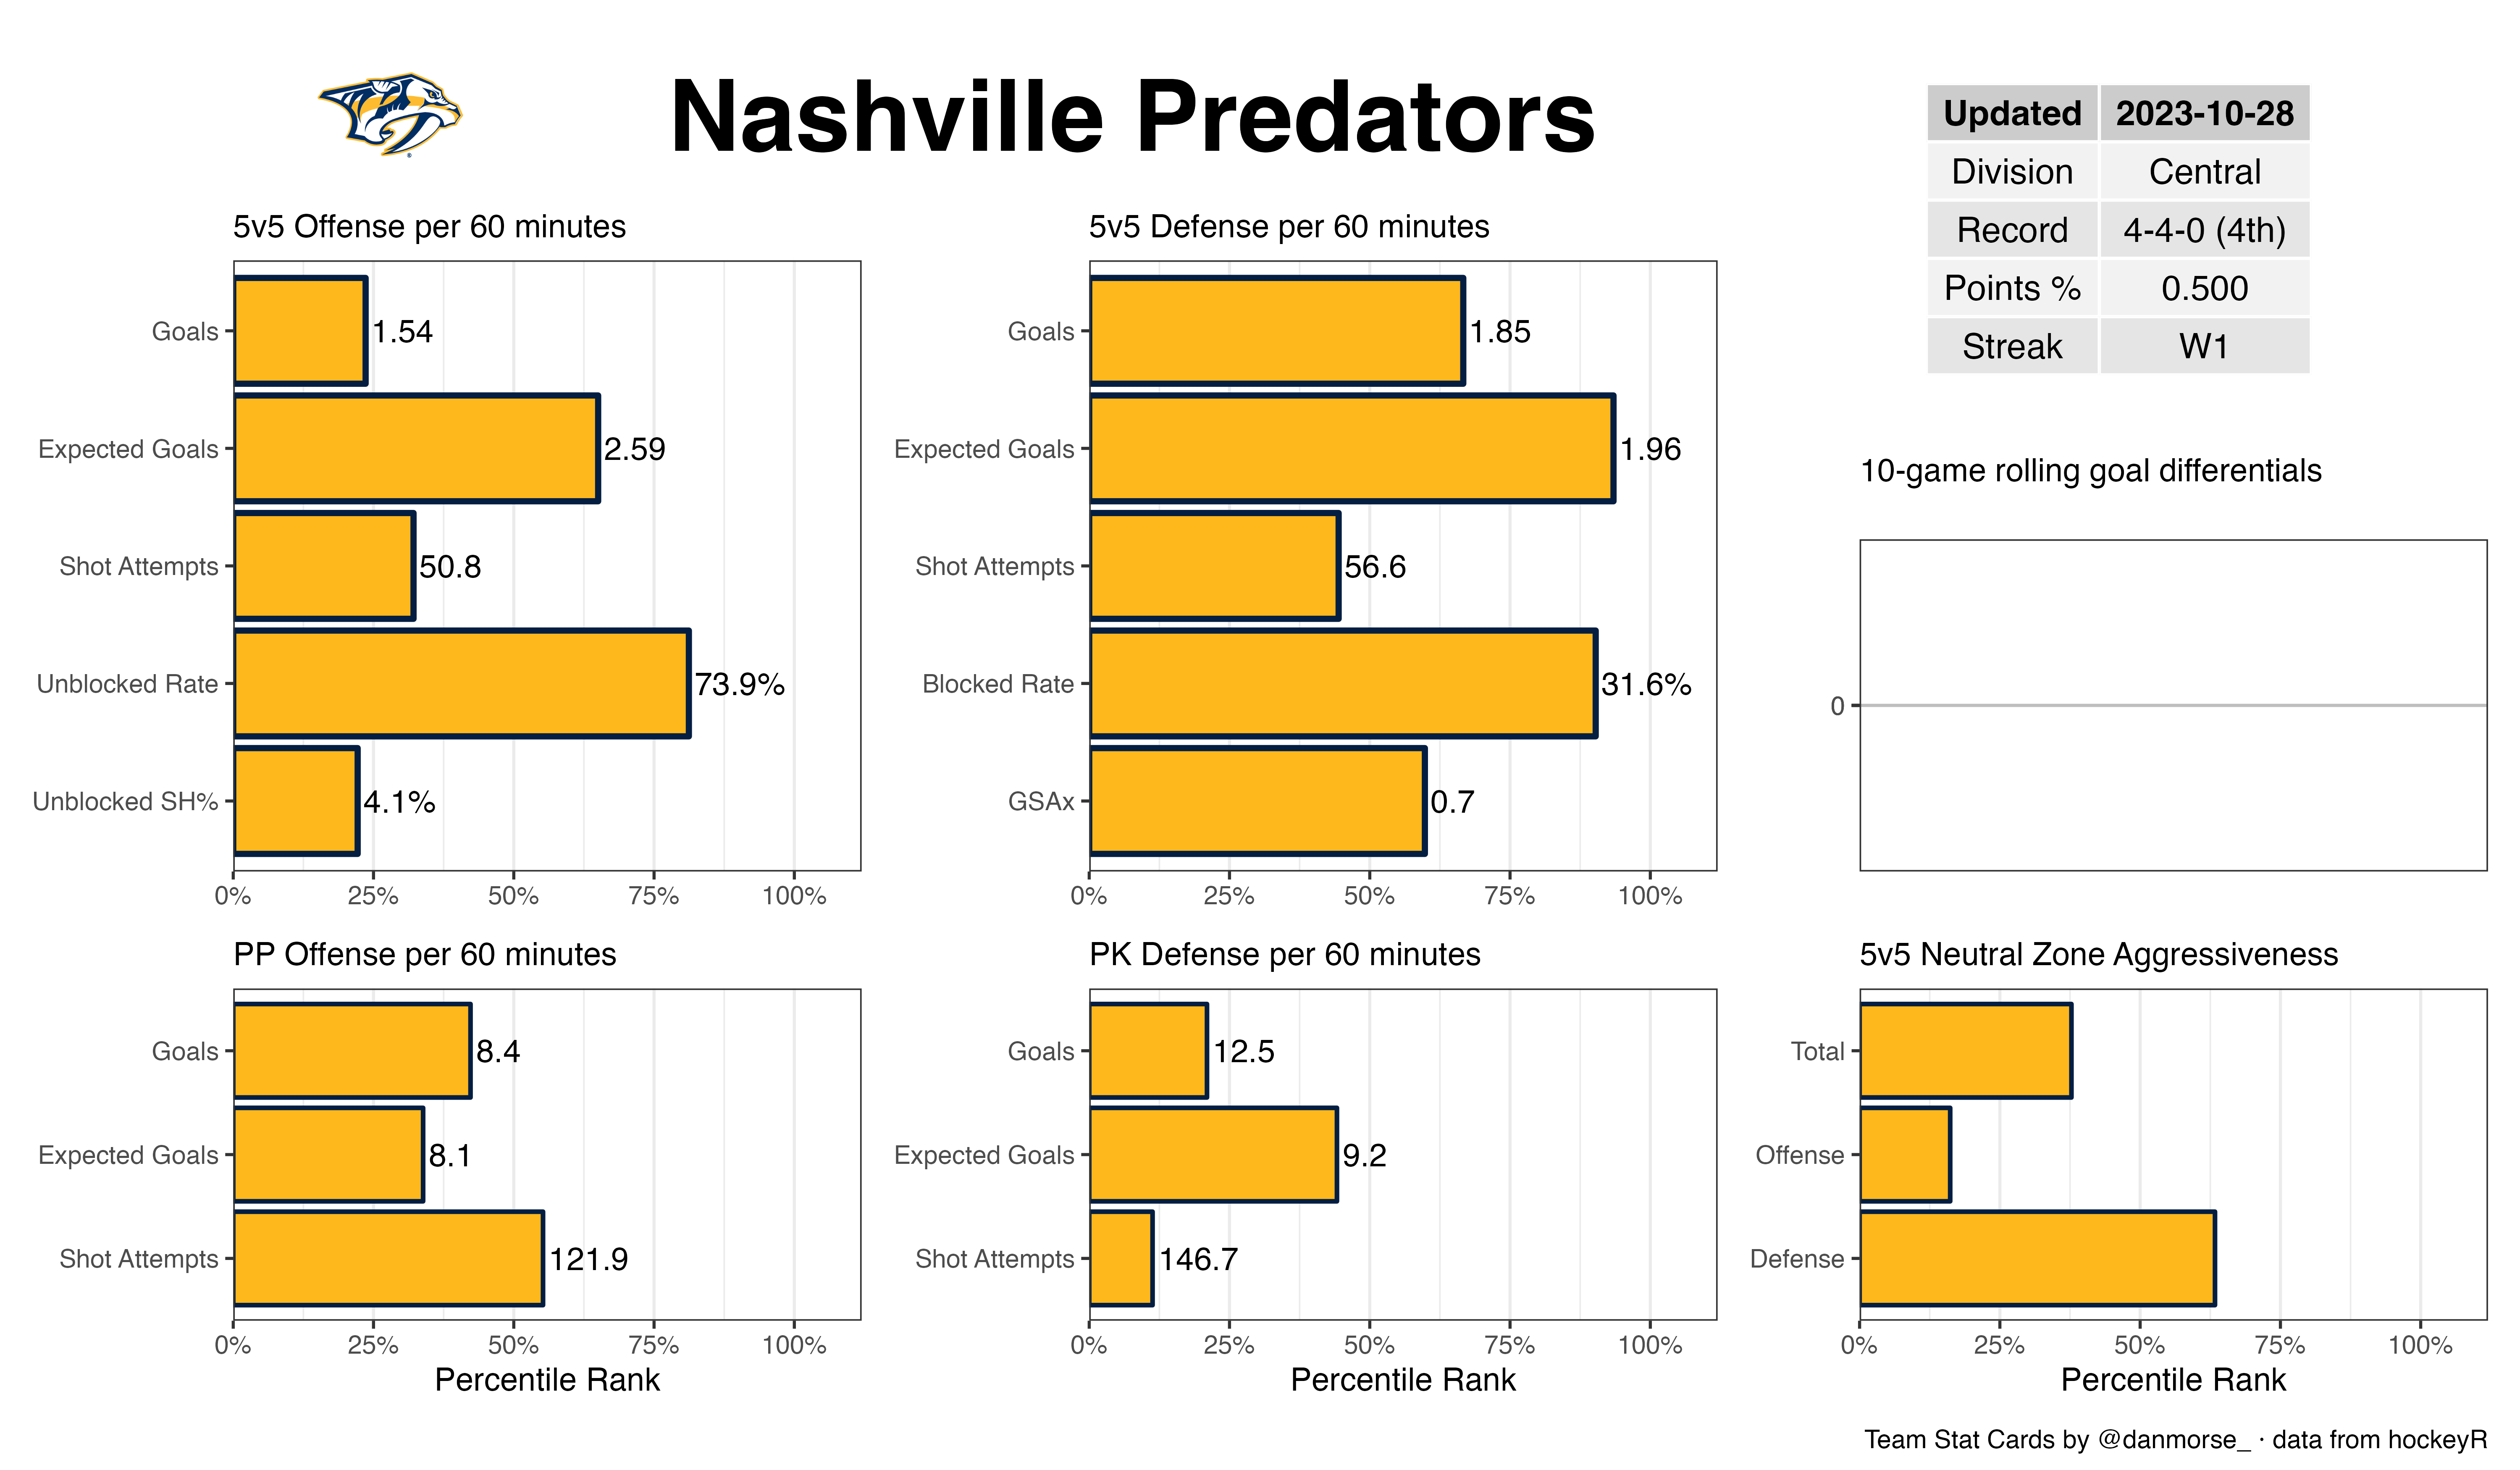 Nashville Predators
Updated 2023-10-28
Division Central
Record 4-4-0 (4th)
Points % 0.500
Streak W1
5v5 Offense per 60 minutes
Goals 1.54
Expected Goals 2.59
Shot Attempts 50.8
Unblocked Rate 73.9%
Unblocked SH% 4.1%
0% 25% 50% 75% 100%
5v5 Defense per 60 minutes
Goals 1.85
Expected Goals 1.96
Shot Attempts 56.6
Blocked Rate 31.6%
GSAx 0.7
0% 25% 50% 75% 100%
10-game rolling goal differentials
0
PP Offense per 60 minutes
Goals 8.4
Expected Goals 8.1
Shot Attempts 121.9
0% 25% 50% 75% 100%
Percentile Rank
PK Defense per 60 minutes
Goals 12.5
Expected Goals 9.2
Shot Attempts 146.7
0% 25% 50% 75% 100%
Percentile Rank
5v5 Neutral Zone Aggressiveness
Total
Offense
Defense
0% 25% 50% 75% 100%
Percentile Rank
Team Stat Cards by @danmorse_ · data from hockeyR